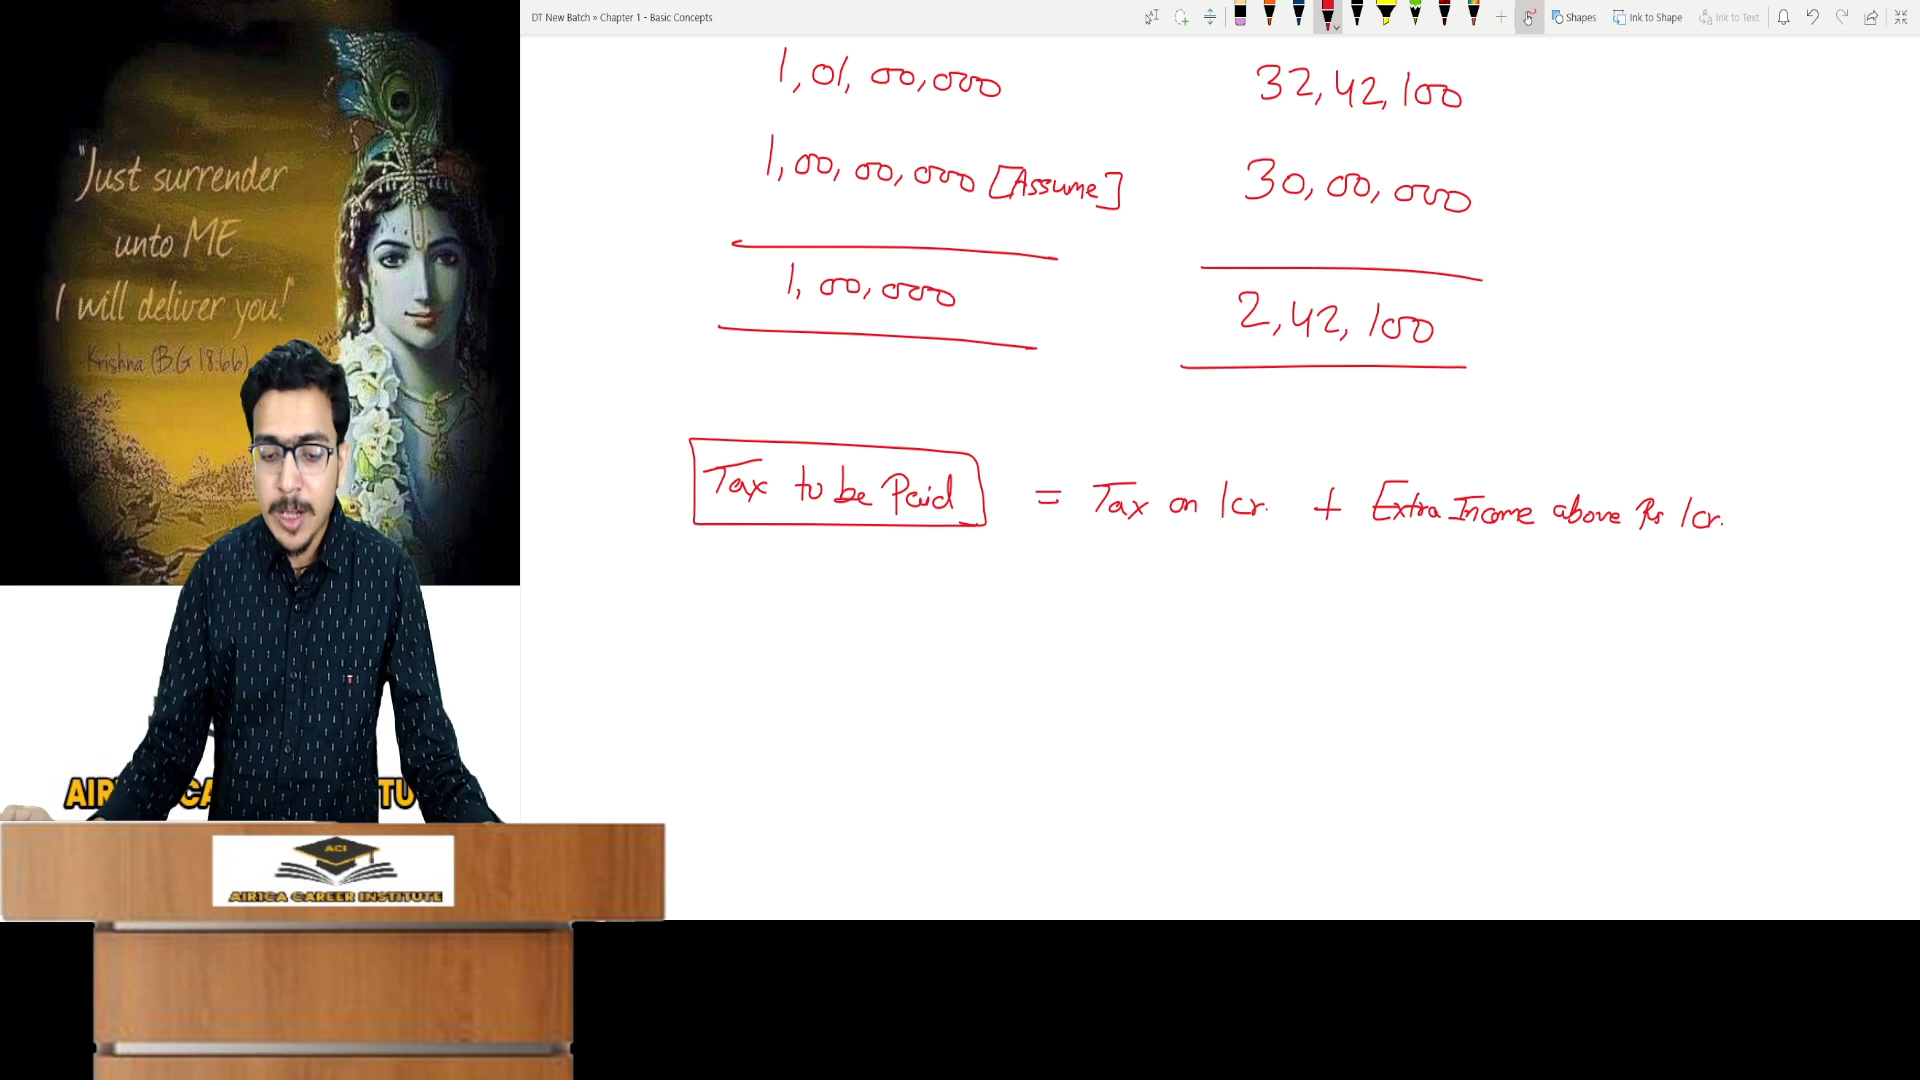 DT New Batch » Chapter 1 - Basic Concepts
Shapes Ink to Shape Ink to Text
1,01,00,000 32,42,100
1,00,00,000 [Assume] 30,00,000
1,00,000 2,42,100
Tax to be Paid = Tax on 1cr. + Extra Income above Rs 1cr.
"Just surrender
unto ME
I will deliver you!"
- Krishna (B.G 18:66)
ACI
AIR1CA CAREER INSTITUTE